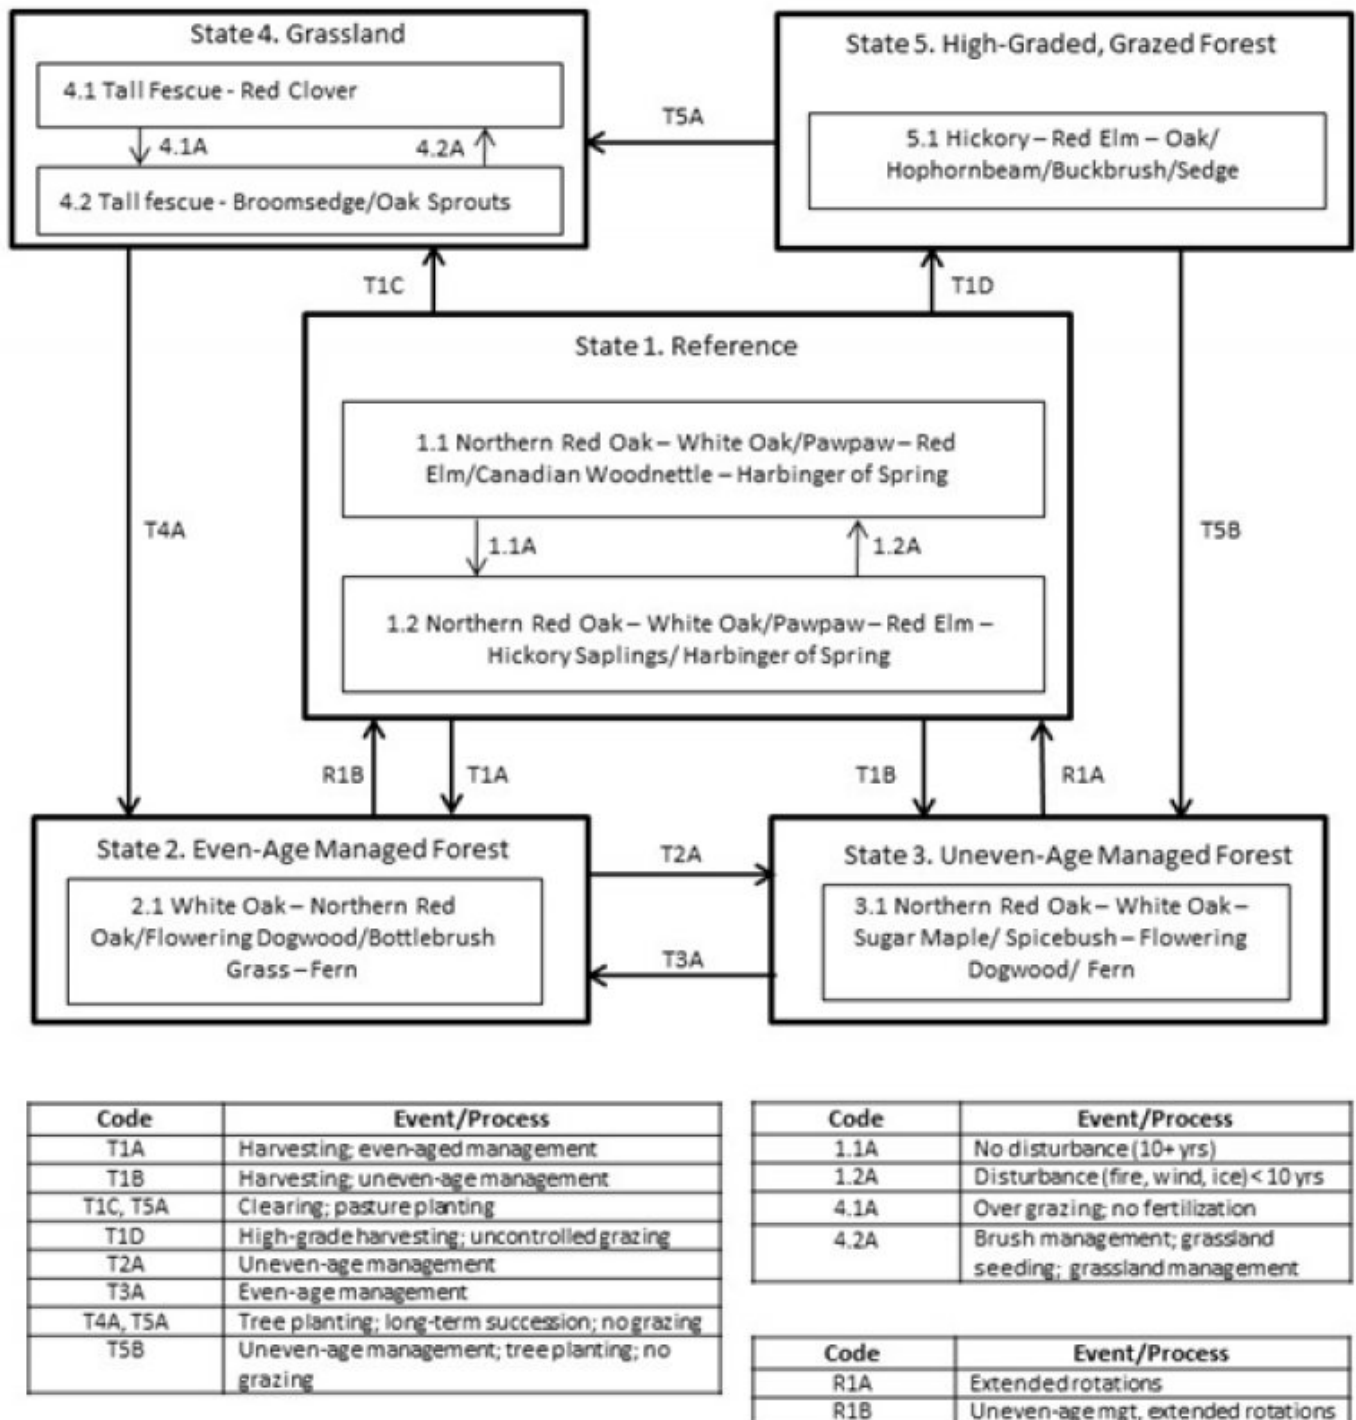 State 4. Grassland
4.1 Tall Fescue - Red Clover
4.1A
4.2A
4.2 Tall fescue - Broomsedge/Oak Sprouts
State 5. High-Graded, Grazed Forest
5.1 Hickory – Red Elm – Oak/
Hophornbeam/Buckbrush/Sedge
T5A
T1C
T1D
State 1. Reference
1.1 Northern Red Oak – White Oak/Pawpaw – Red
Elm/Canadian Woodnettle – Harbinger of Spring
1.1A
1.2A
1.2 Northern Red Oak – White Oak/Pawpaw – Red Elm –
Hickory Saplings/ Harbinger of Spring
T4A
T5B
R1B
T1A
T1B
R1A
State 2. Even-Age Managed Forest
2.1 White Oak – Northern Red
Oak/Flowering Dogwood/Bottlebrush
Grass – Fern
T2A
T3A
State 3. Uneven-Age Managed Forest
3.1 Northern Red Oak – White Oak –
Sugar Maple/ Spicebush – Flowering
Dogwood/ Fern
Code Event/Process
T1A Harvesting; even-aged management
T1B Harvesting; uneven-age management
T1C, T5A Clearing; pasture planting
T1D High-grade harvesting; uncontrolled grazing
T2A Uneven-age management
T3A Even-age management
T4A, T5A Tree planting; long-term succession; no grazing
T5B Uneven-age management; tree planting; no
grazing
Code Event/Process
1.1A No disturbance (10+ yrs)
1.2A Disturbance (fire, wind, ice) < 10 yrs
4.1A Over grazing; no fertilization
4.2A Brush management; grassland
seeding; grassland management
Code Event/Process
R1A Extended rotations
R1B Uneven-age mgt, extended rotations